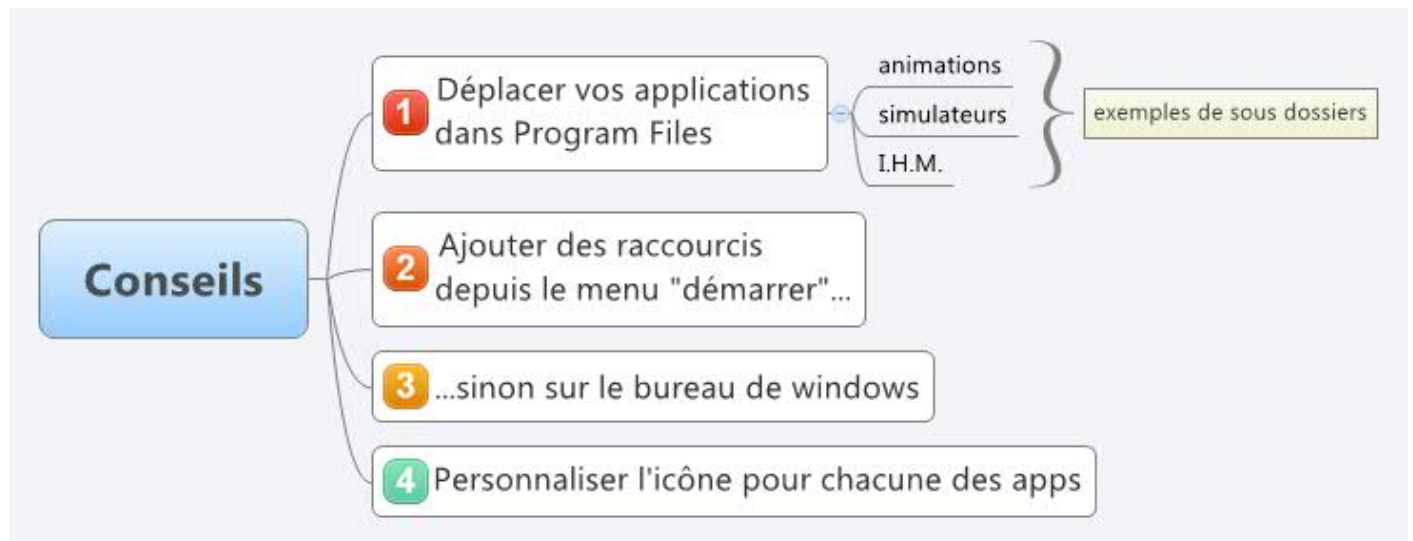 Conseils
1
Déplacer vos applications
dans Program Files
animations
simulateurs
I.H.M.
exemples de sous dossiers
2
Ajouter des raccourcis
depuis le menu "démarrer"...
3
...sinon sur le bureau de windows
4
Personnaliser l'icône pour chacune des apps